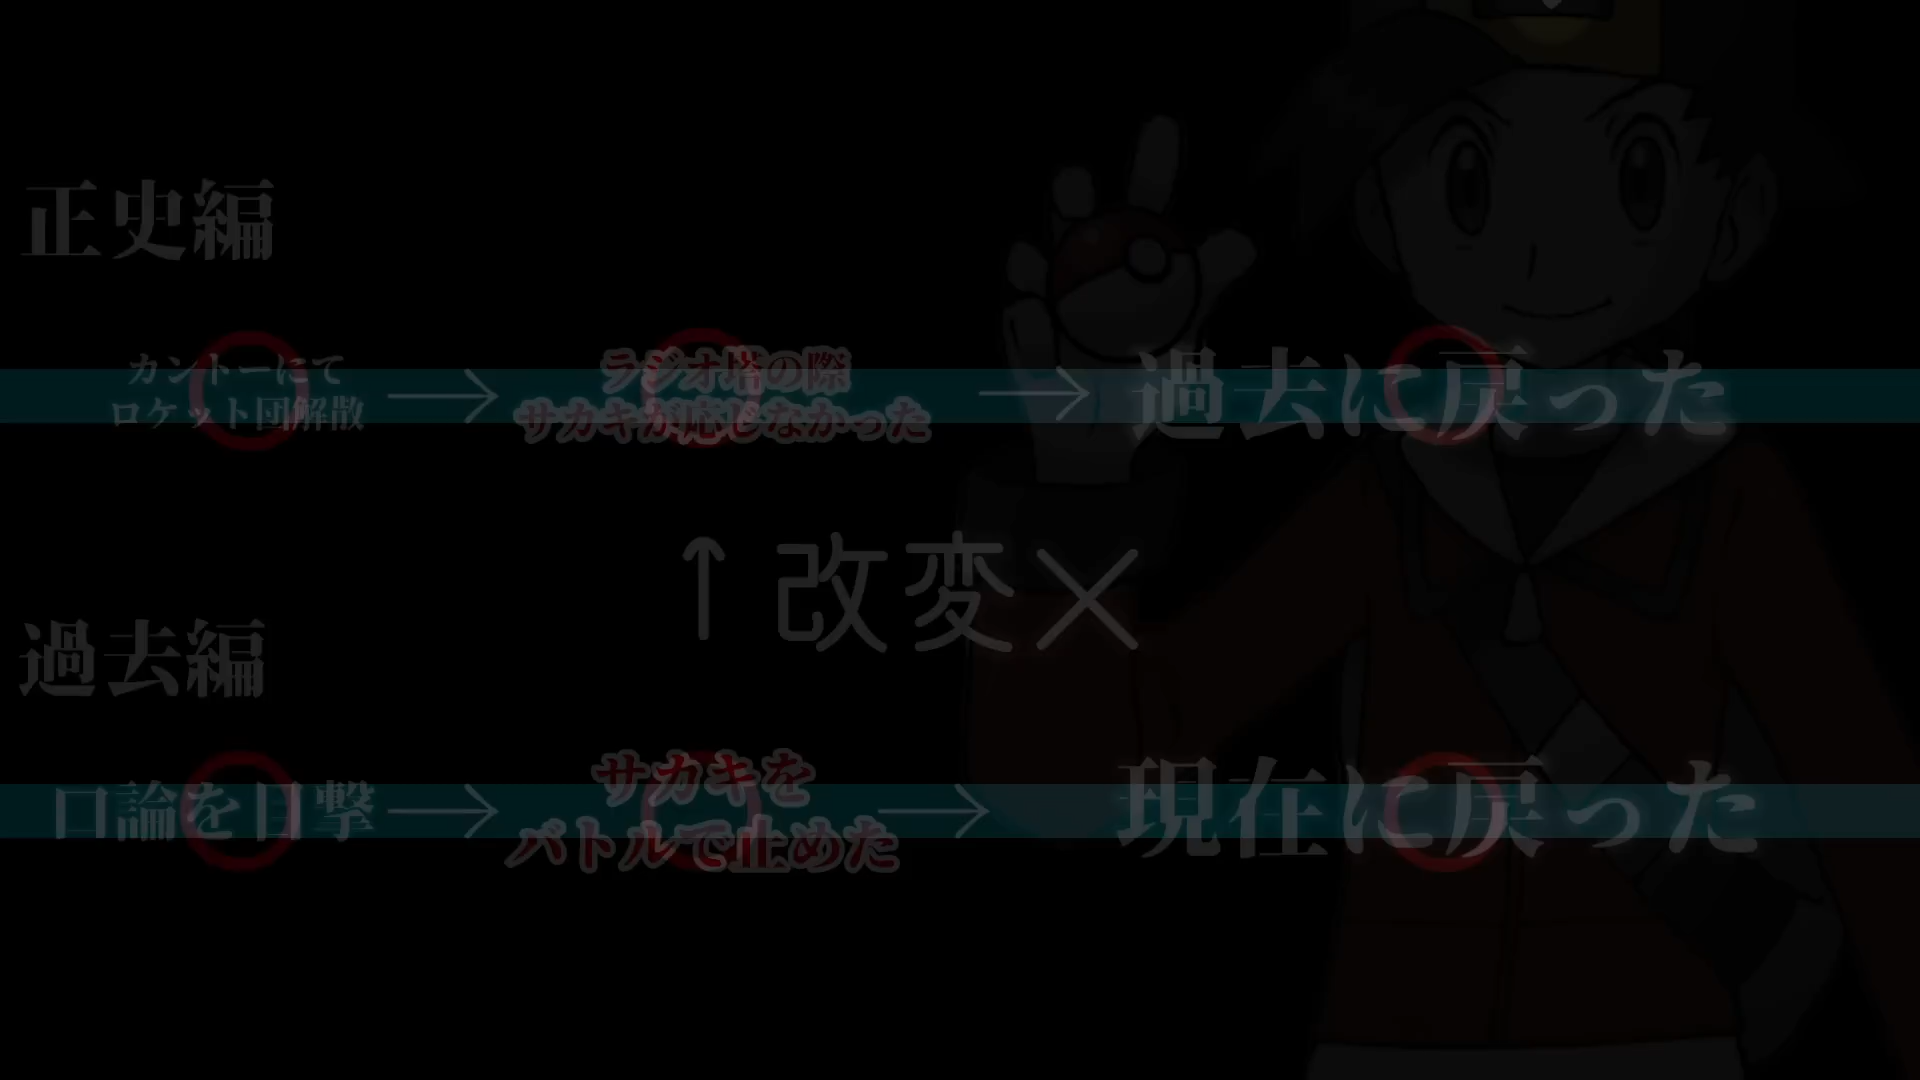 正史編
カントーにて
ロケット団解散
→
ラジオ塔の際
サカキが応じなかった
→
過去に戻った
↑改変×
過去編
口論を目撃
→
サカキを
バトルで止めた
→
現在に戻った